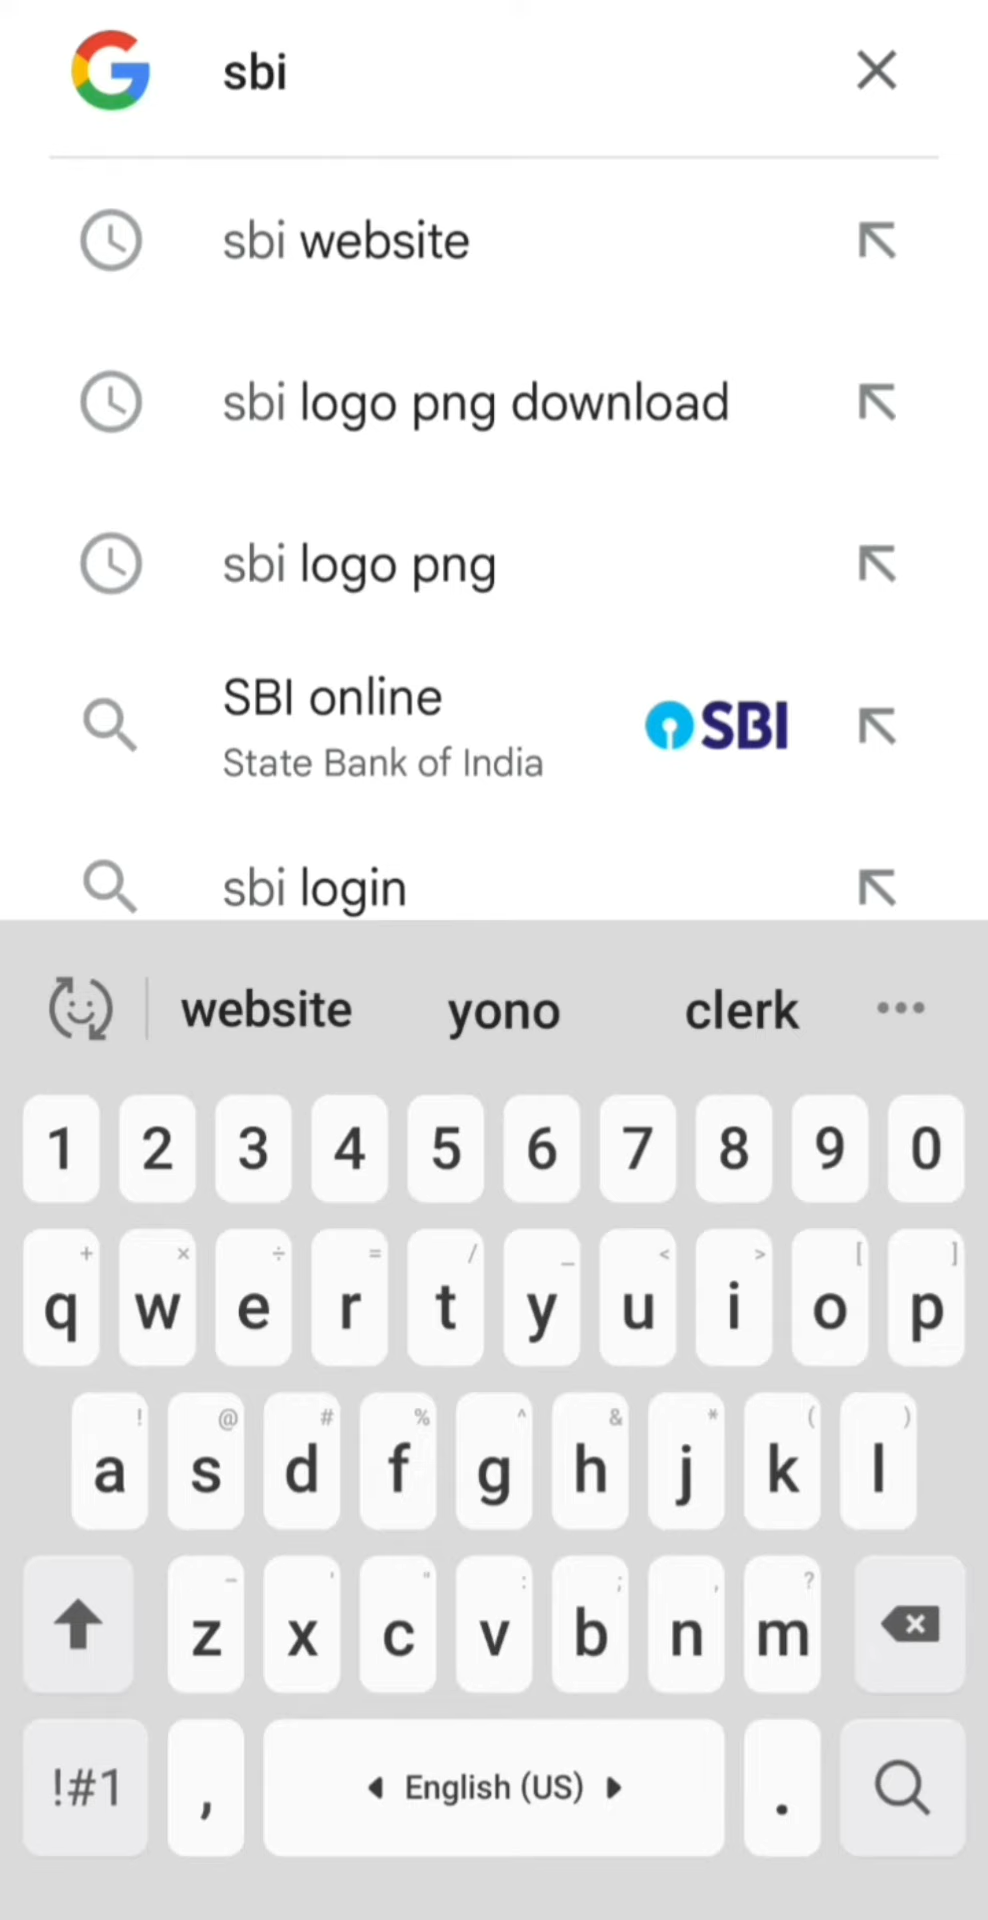 sbi
sbi website
sbi logo png download
sbi logo png
SBI online
State Bank of India
SBI
sbi login
website yono clerk
1 2 3 4 5 6 7 8 9 0
+ × ÷ = / _ < > [ ]
q w e r t y u i o p
! @ # % ^ & * ( )
a s d f g h j k l
- ' " : ; , ?
z x c v b n m
!#1 , English (US) .